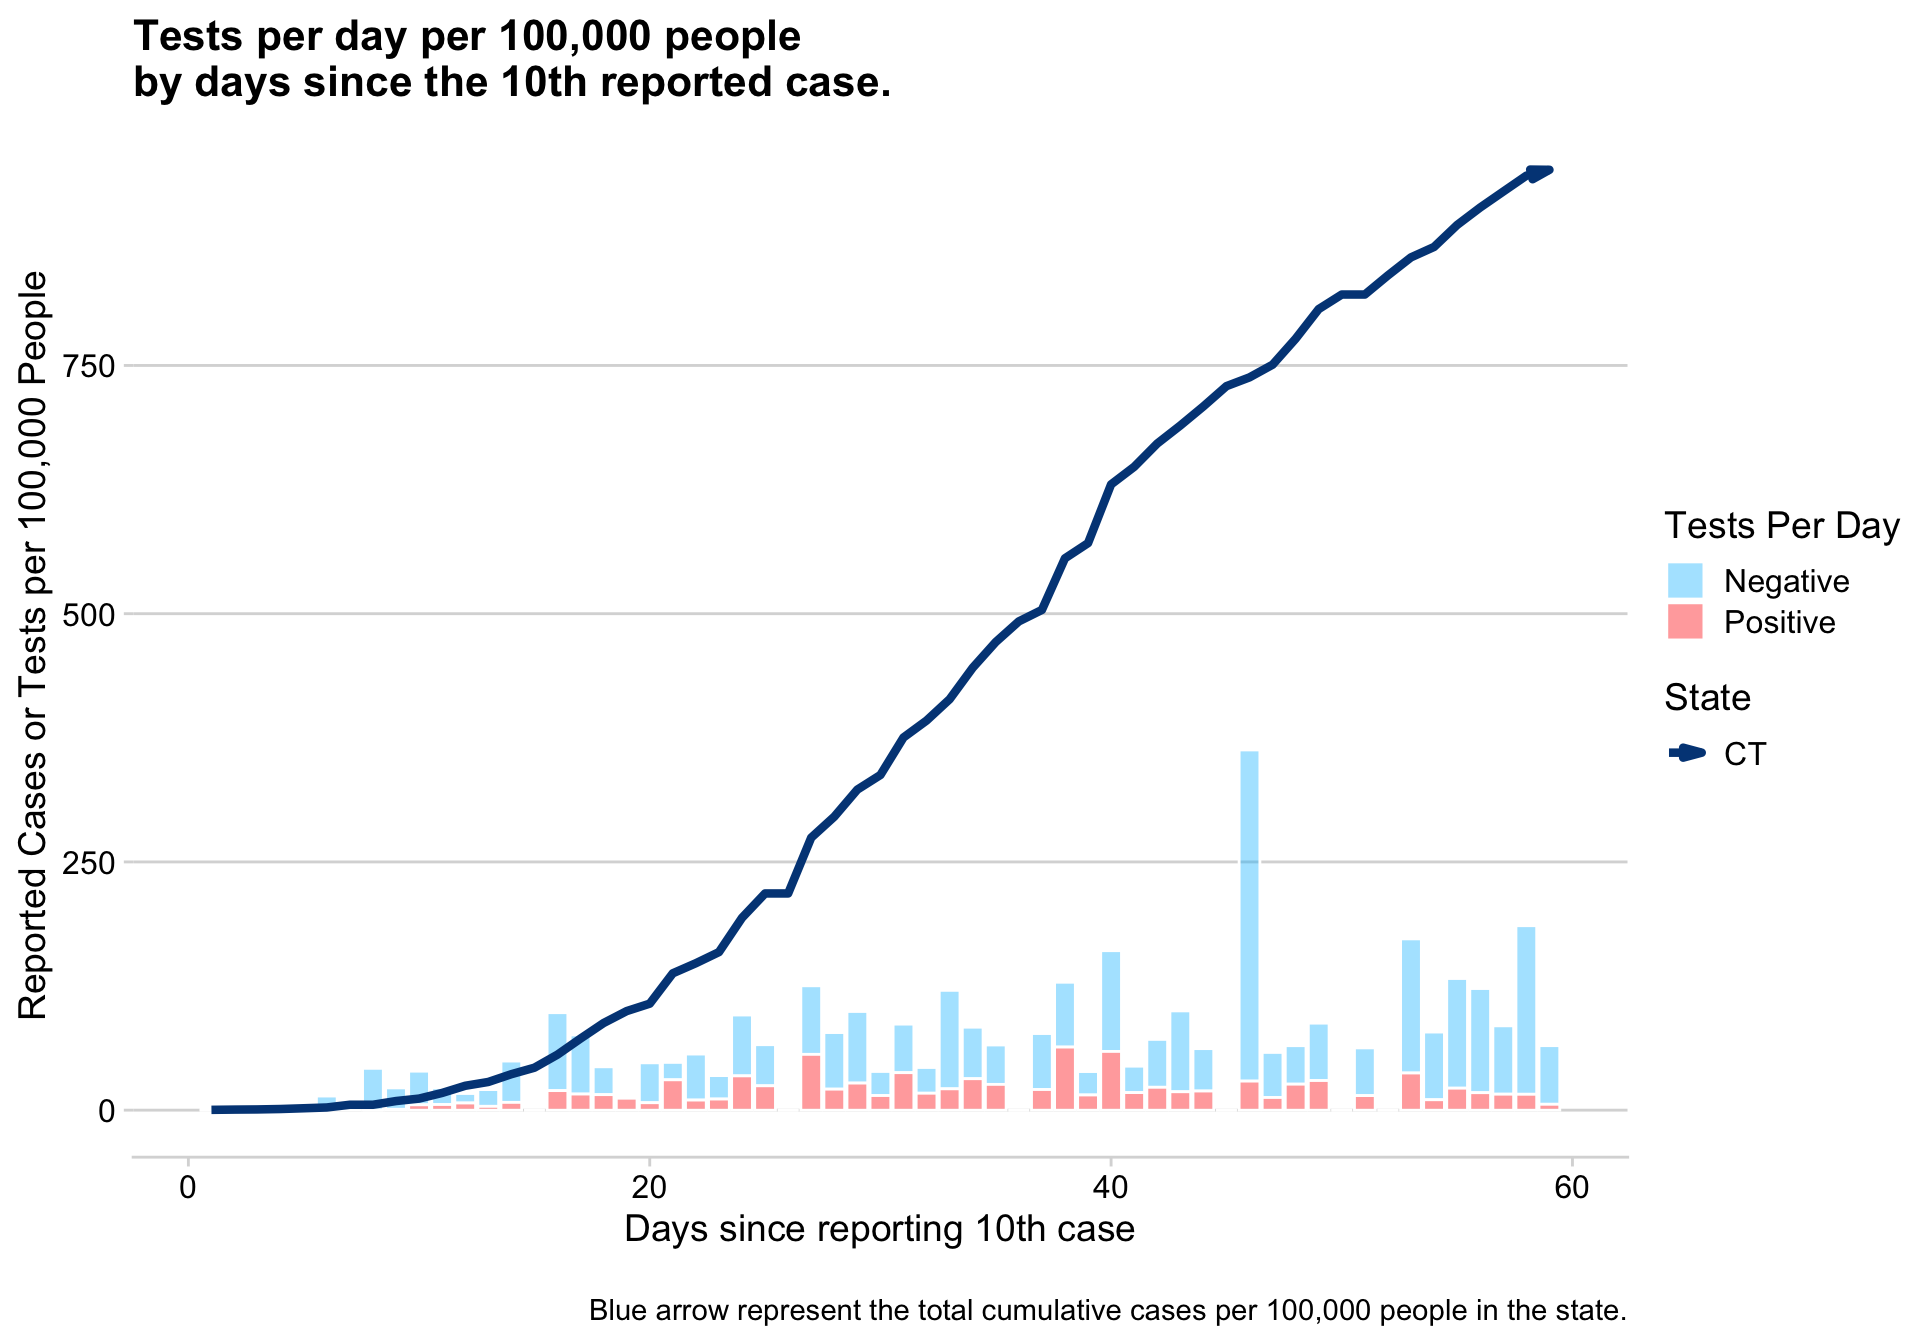 Tests per day per 100,000 people
by days since the 10th reported case.
Reported Cases or Tests per 100,000 People
750
500
250
0
0
20
40
60
Days since reporting 10th case
Tests Per Day
Negative
Positive
State
CT
Blue arrow represent the total cumulative cases per 100,000 people in the state.